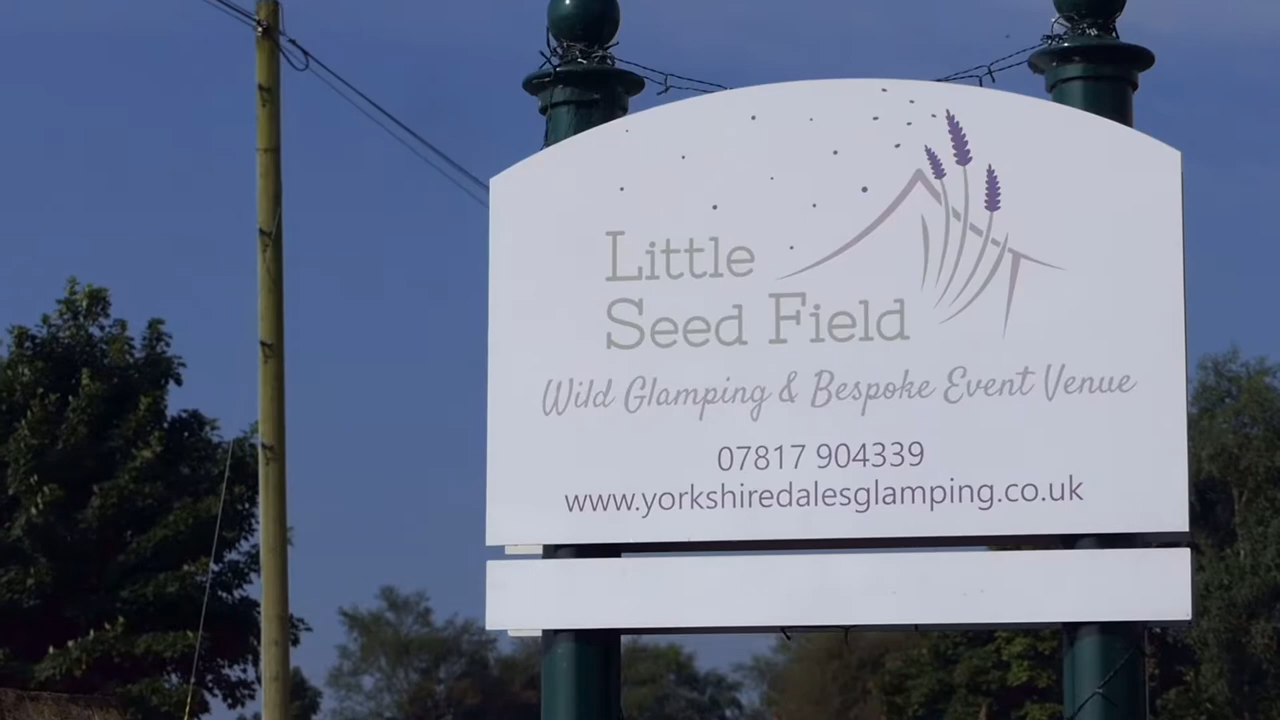 Little
Seed Field
Wild Glamping & Bespoke Event Venue
07817 904339
www.yorkshiredalesglamping.co.uk